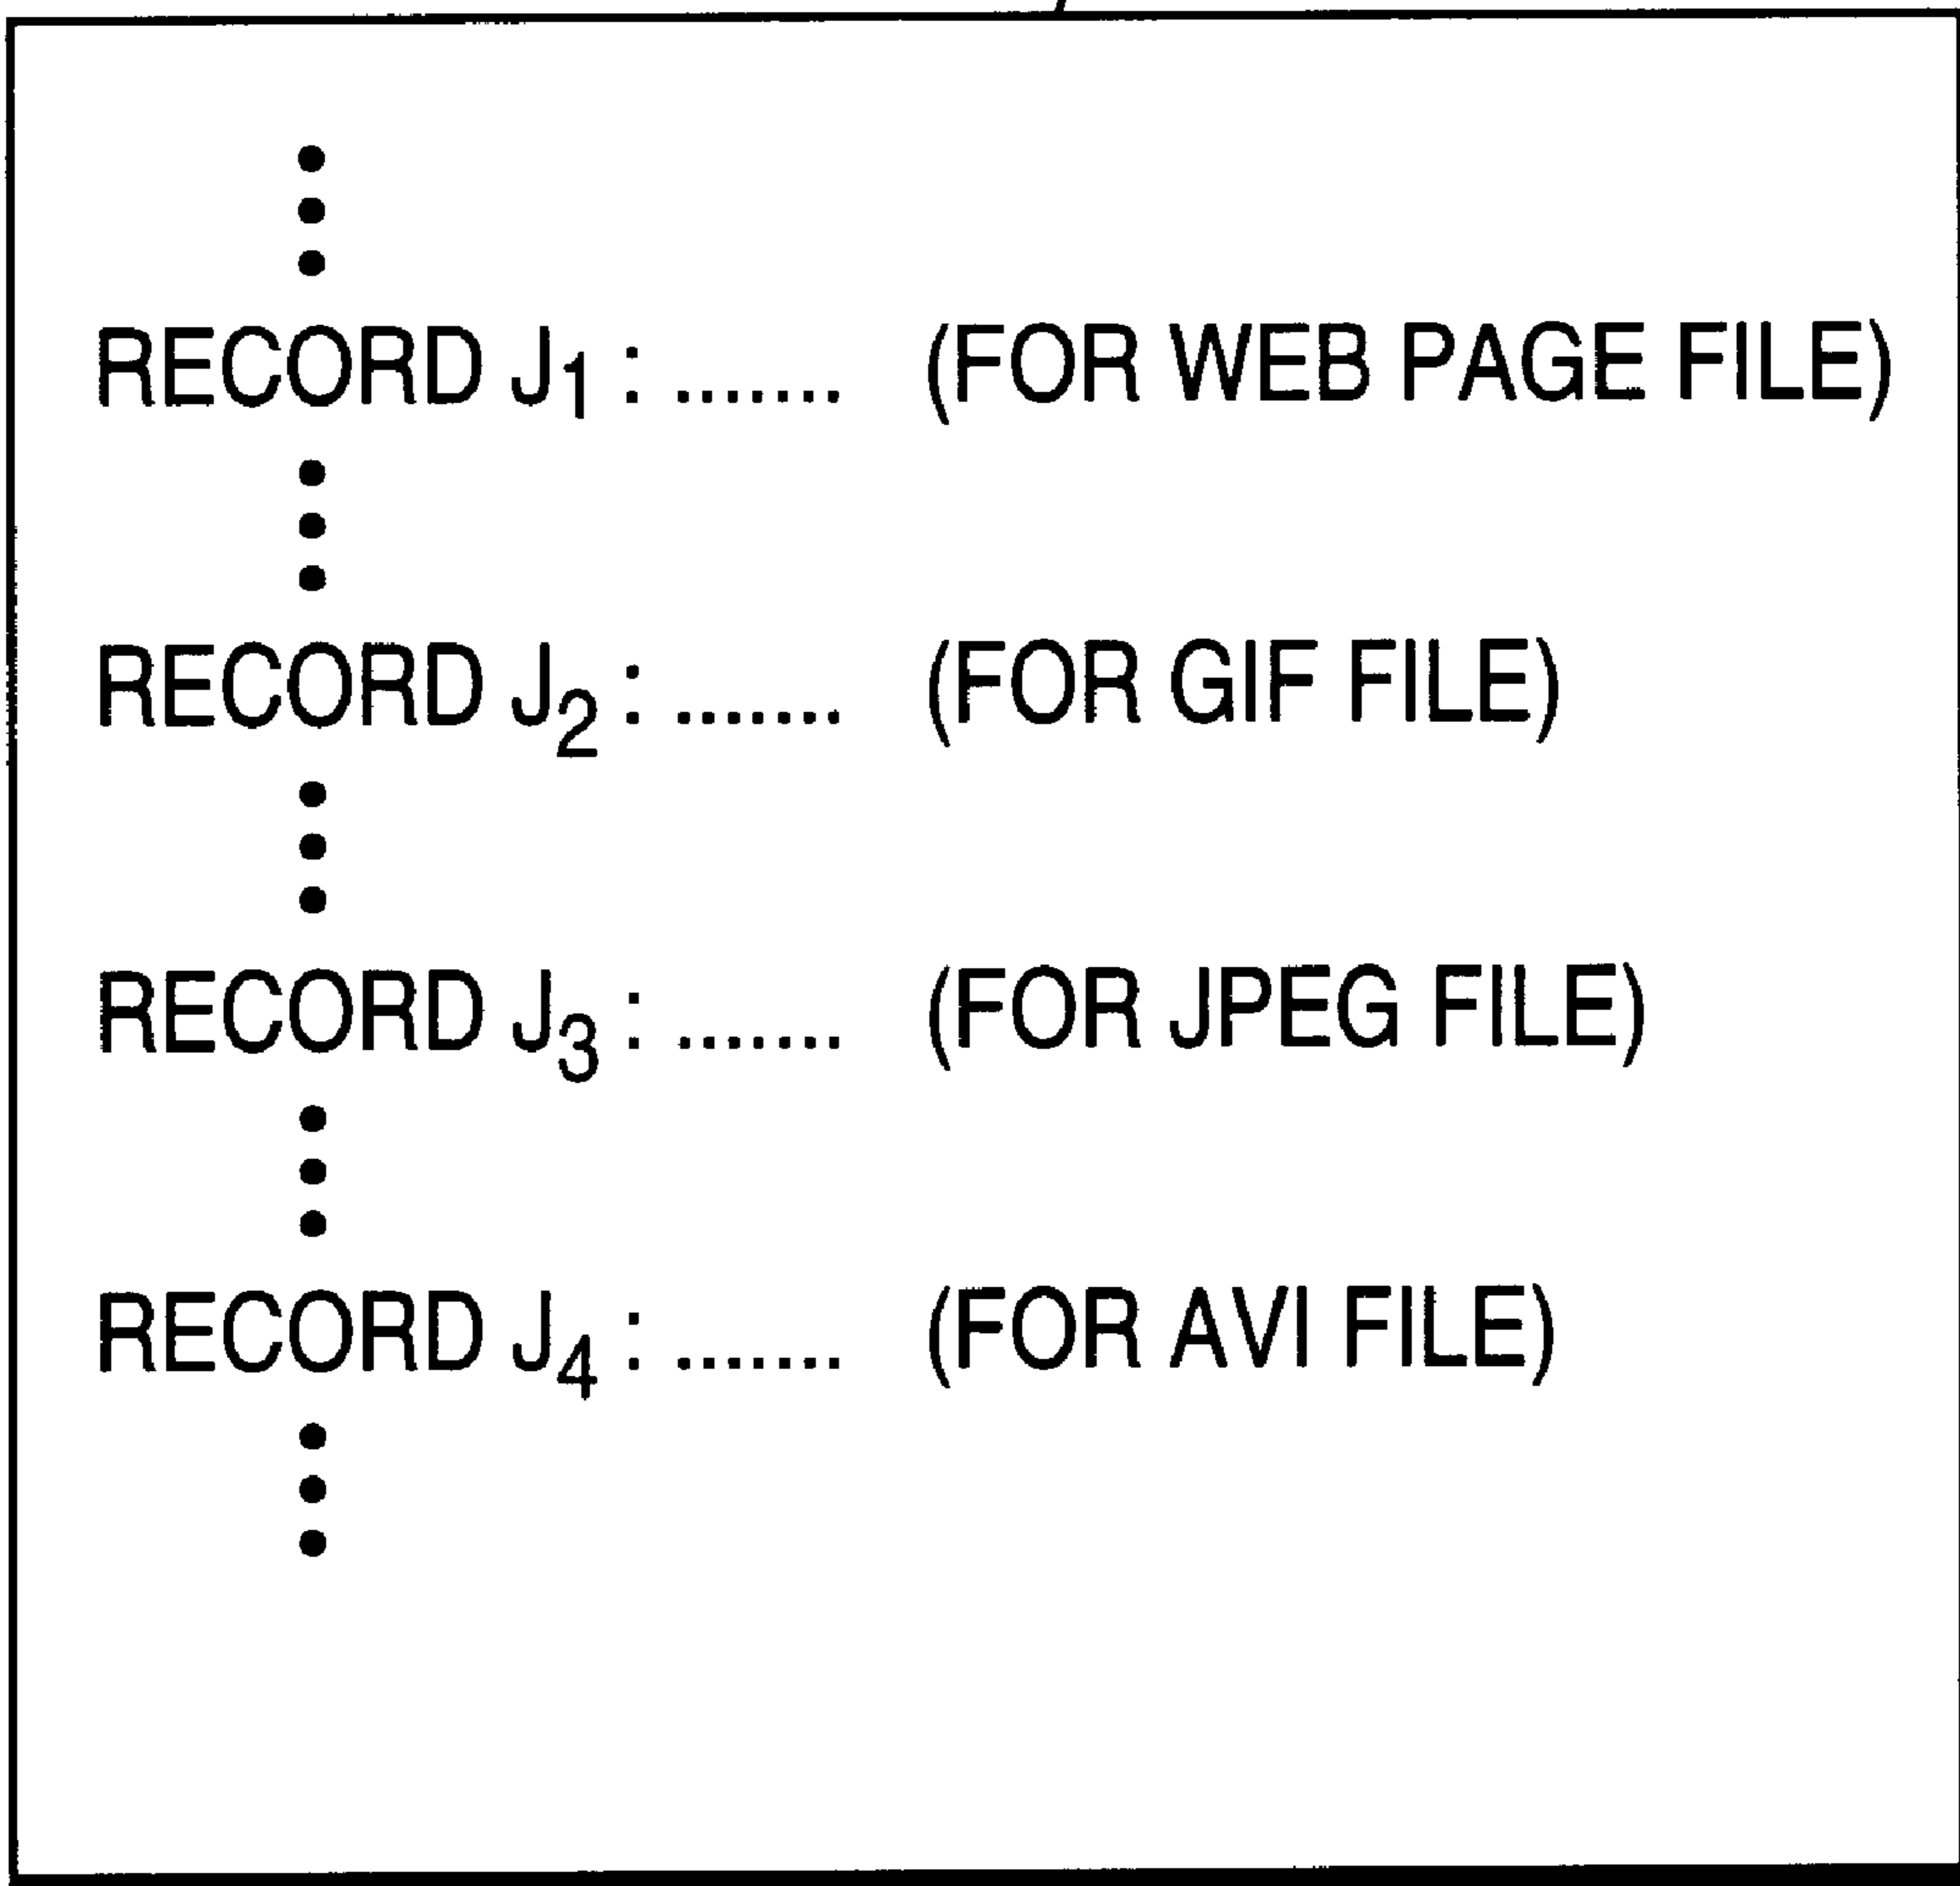 RECORD J₁ : ....... (FOR WEB PAGE FILE)
RECORD J₂ : ....... (FOR GIF FILE)
RECORD J₃ : ....... (FOR JPEG FILE)
RECORD J₄ : ....... (FOR AVI FILE)